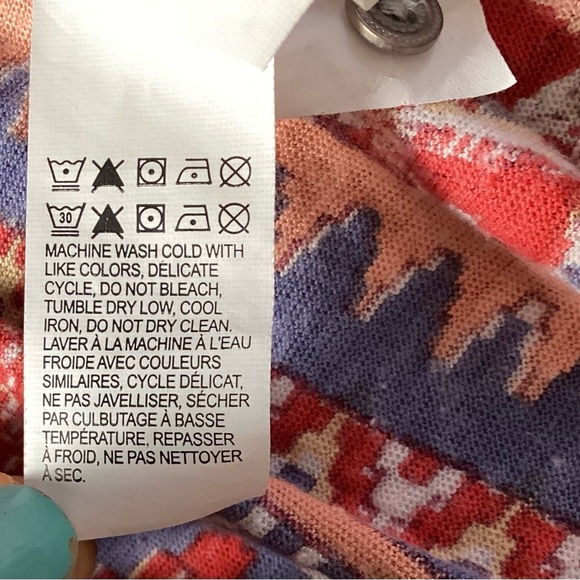 30
MACHINE WASH COLD WITH
LIKE COLORS, DELICATE
CYCLE, DO NOT BLEACH,
TUMBLE DRY LOW, COOL
IRON, DO NOT DRY CLEAN.
LAVER À LA MACHINE À L'EAU
FROIDE AVEC COULEURS
SIMILAIRES, CYCLE DÉLICAT,
NE PAS JAVELLISER, SÉCHER
PAR CULBUTAGE À BASSE
TEMPÉRATURE, REPASSER
À FROID, NE PAS NETTOYER
À SEC.